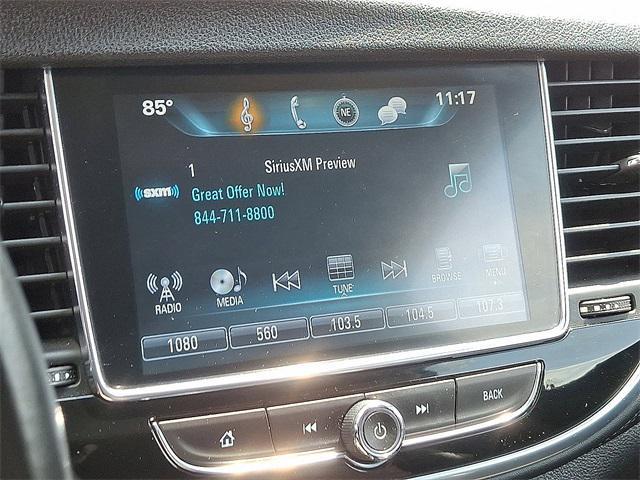 85° NE 11:17
1 SiriusXM Preview
((sxm)) Great Offer Now!
844-711-8800
RADIO MEDIA TUNE BROWSE MENU
1080 560 103.5 104.5 107.3
BACK